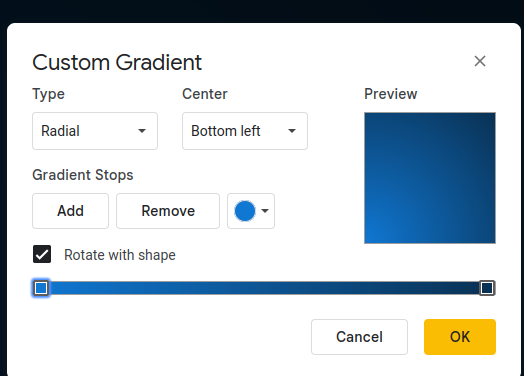 Custom Gradient
Type
Center
Preview
Radial
Bottom left
Gradient Stops
Add
Remove
Rotate with shape
Cancel
OK